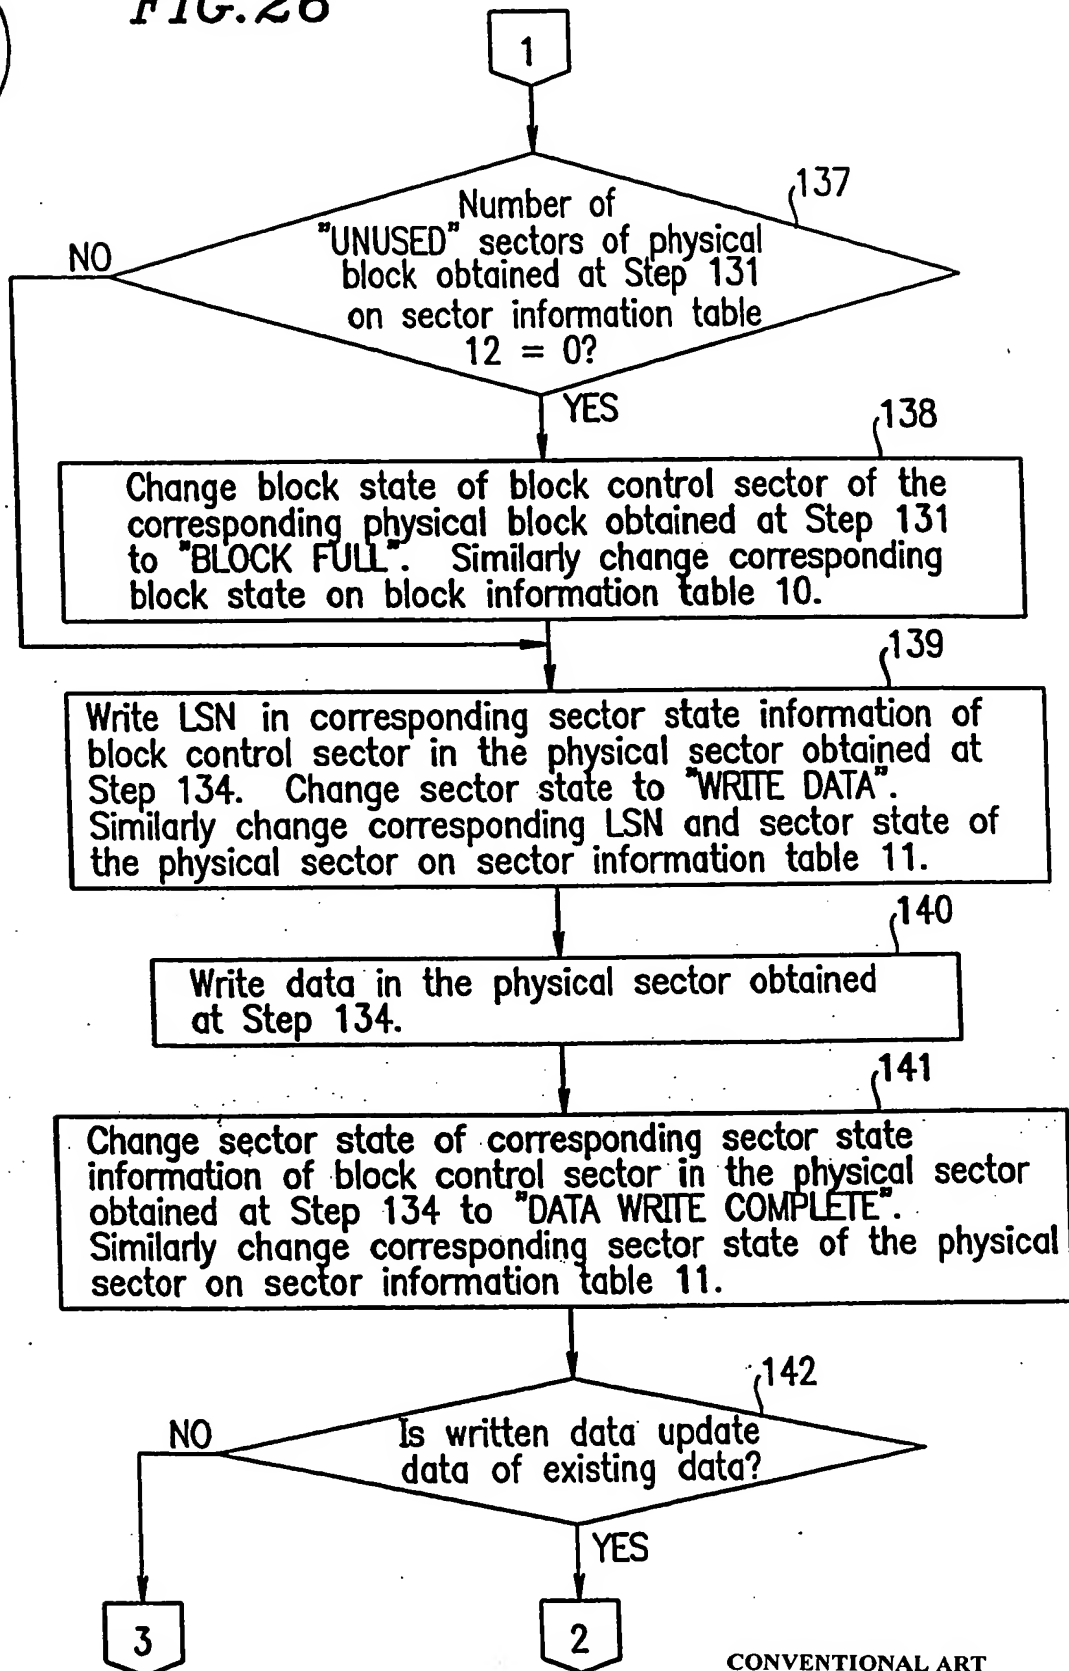 FIG.26
1
137
Number of
"UNUSED" sectors of physical
block obtained at Step 131
on sector information table
12 = 0?
NO
YES
138
Change block state of block control sector of the
corresponding physical block obtained at Step 131
to "BLOCK FULL". Similarly change corresponding
block state on block information table 10.
139
Write LSN in corresponding sector state information of
block control sector in the physical sector obtained at
Step 134. Change sector state to "WRITE DATA".
Similarly change corresponding LSN and sector state of
the physical sector on sector information table 11.
140
Write data in the physical sector obtained
at Step 134.
141
Change sector state of corresponding sector state
information of block control sector in the physical sector
obtained at Step 134 to "DATA WRITE COMPLETE".
Similarly change corresponding sector state of the physical
sector on sector information table 11.
142
Is written data update
data of existing data?
NO
YES
3
2
CONVENTIONAL ART